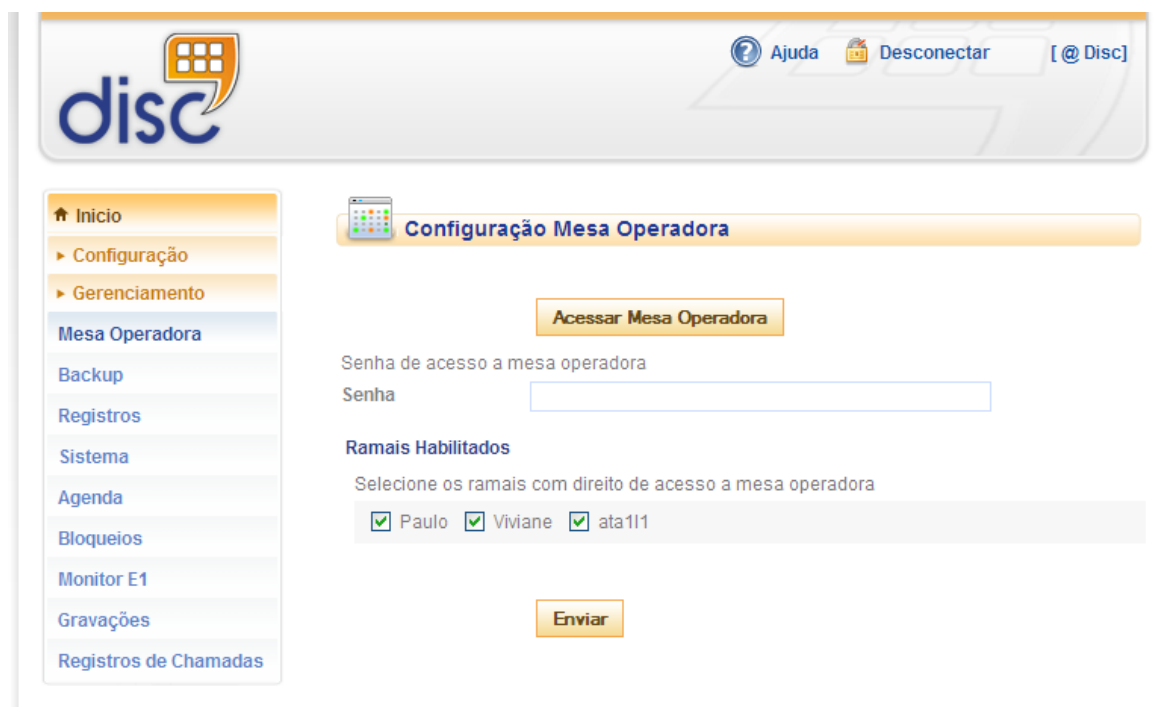 disc
Ajuda Desconectar [ @ Disc]
Inicio
Configuração
Gerenciamento
Mesa Operadora
Backup
Registros
Sistema
Agenda
Bloqueios
Monitor E1
Gravações
Registros de Chamadas
Configuração Mesa Operadora
Acessar Mesa Operadora
Senha de acesso a mesa operadora
Senha
Ramais Habilitados
Selecione os ramais com direito de acesso a mesa operadora
Paulo Viviane ata1l1
Enviar